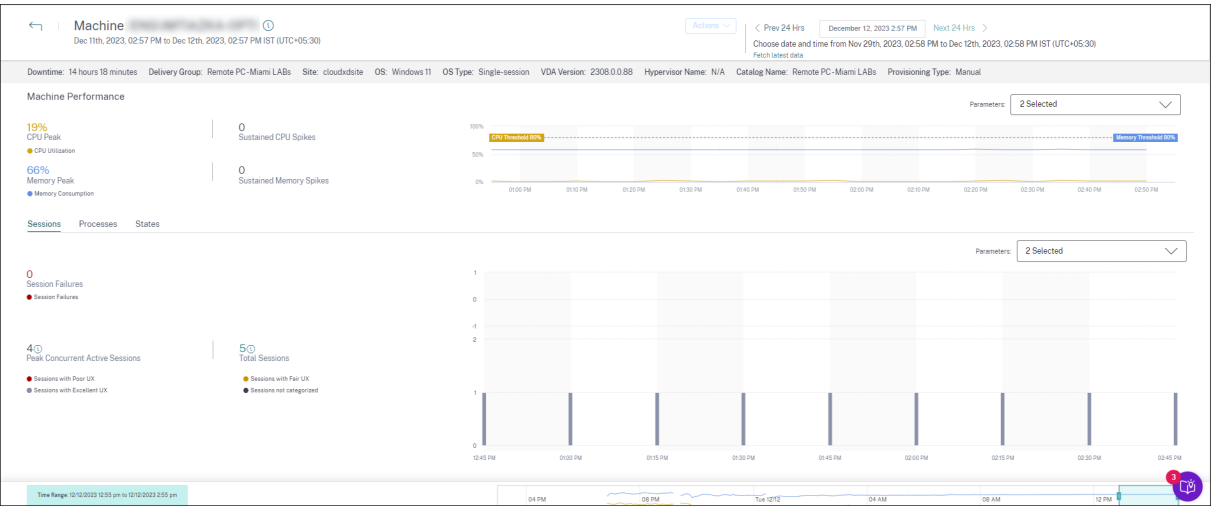 Machine
Actions
Prev 24 Hrs
December 12, 2023 2:57 PM
Next 24 Hrs
Dec 11th, 2023, 02:57 PM to Dec 12th, 2023, 02:57 PM IST (UTC+05:30)
Choose date and time from Nov 29th, 2023, 02:58 PM to Dec 12th, 2023, 02:58 PM IST (UTC+05:30)
Fetch latest data
Downtime: 14 hours 18 minutes Delivery Group: Remote PC-Miami LABs Site: cloudxdsite OS: Windows 11 OS Type: Single-session VDA Version: 2308.0.0.88 Hypervisor Name: N/A Catalog Name: Remote PC-Miami LABs Provisioning Type: Manual
Machine Performance
Parameters: 2 Selected
19%
CPU Peak
CPU Utilization
0
Sustained CPU Spikes
66%
Memory Peak
Memory Consumption
0
Sustained Memory Spikes
100%
CPU Threshold 80%
Memory Threshold 80%
50%
0%
01:00 PM 01:10 PM 01:20 PM 01:30 PM 01:40 PM 01:50 PM 02:00 PM 02:10 PM 02:20 PM 02:30 PM 02:40 PM 02:50 PM
Sessions Processes States
Parameters: 2 Selected
0
Session Failures
Session Failures
1
0
-1
4
Peak Concurrent Active Sessions
5
Total Sessions
Sessions with Poor UX
Sessions with Fair UX
Sessions with Excellent UX
Sessions not categorized
2
1
0
12:45 PM 01:00 PM 01:15 PM 01:30 PM 01:45 PM 02:00 PM 02:15 PM 02:30 PM 02:45 PM
3
Time Range: 12/12/2023 12:55 pm to 12/12/2023 2:55 pm
04 PM 08 PM Tue 12/12 04 AM 08 AM 12 PM